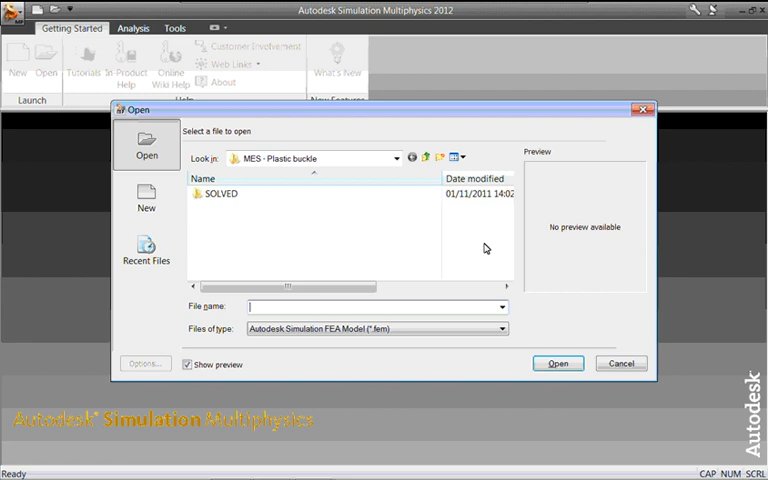 Autodesk Simulation Multiphysics 2012
Getting Started Analysis Tools
New Open Tutorials In-Product Help Online Wiki Help
Customer Involvement
Web Links
About
What's New
Launch Help New Features
Open
Select a file to open
Open
New
Recent Files
Look in: MES - Plastic buckle
Name Date modified
SOLVED 01/11/2011 14:02
Preview
No preview available
File name:
Files of type: Autodesk Simulation FEA Model (*.fem)
Options...
Show preview
Open Cancel
Autodesk® Simulation Multiphysics
Autodesk
Ready CAP NUM SCRL